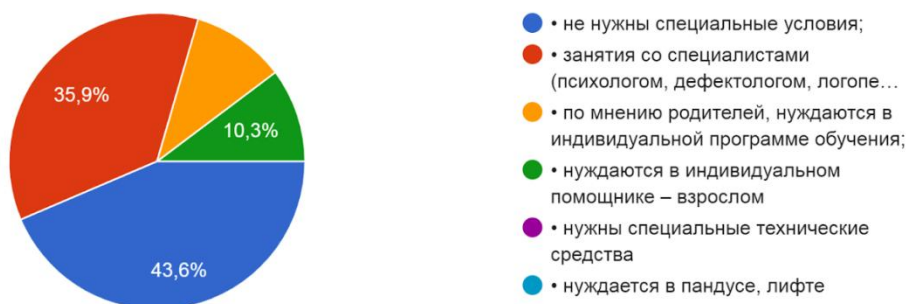 35,9%
10,3%
43,6%
• не нужны специальные условия;
• занятия со специалистами
(психологом, дефектологом, логопе…
• по мнению родителей, нуждаются в
индивидуальной программе обучения;
• нуждаются в индивидуальном
помощнике – взрослом
• нужны специальные технические
средства
• нуждается в пандусе, лифте